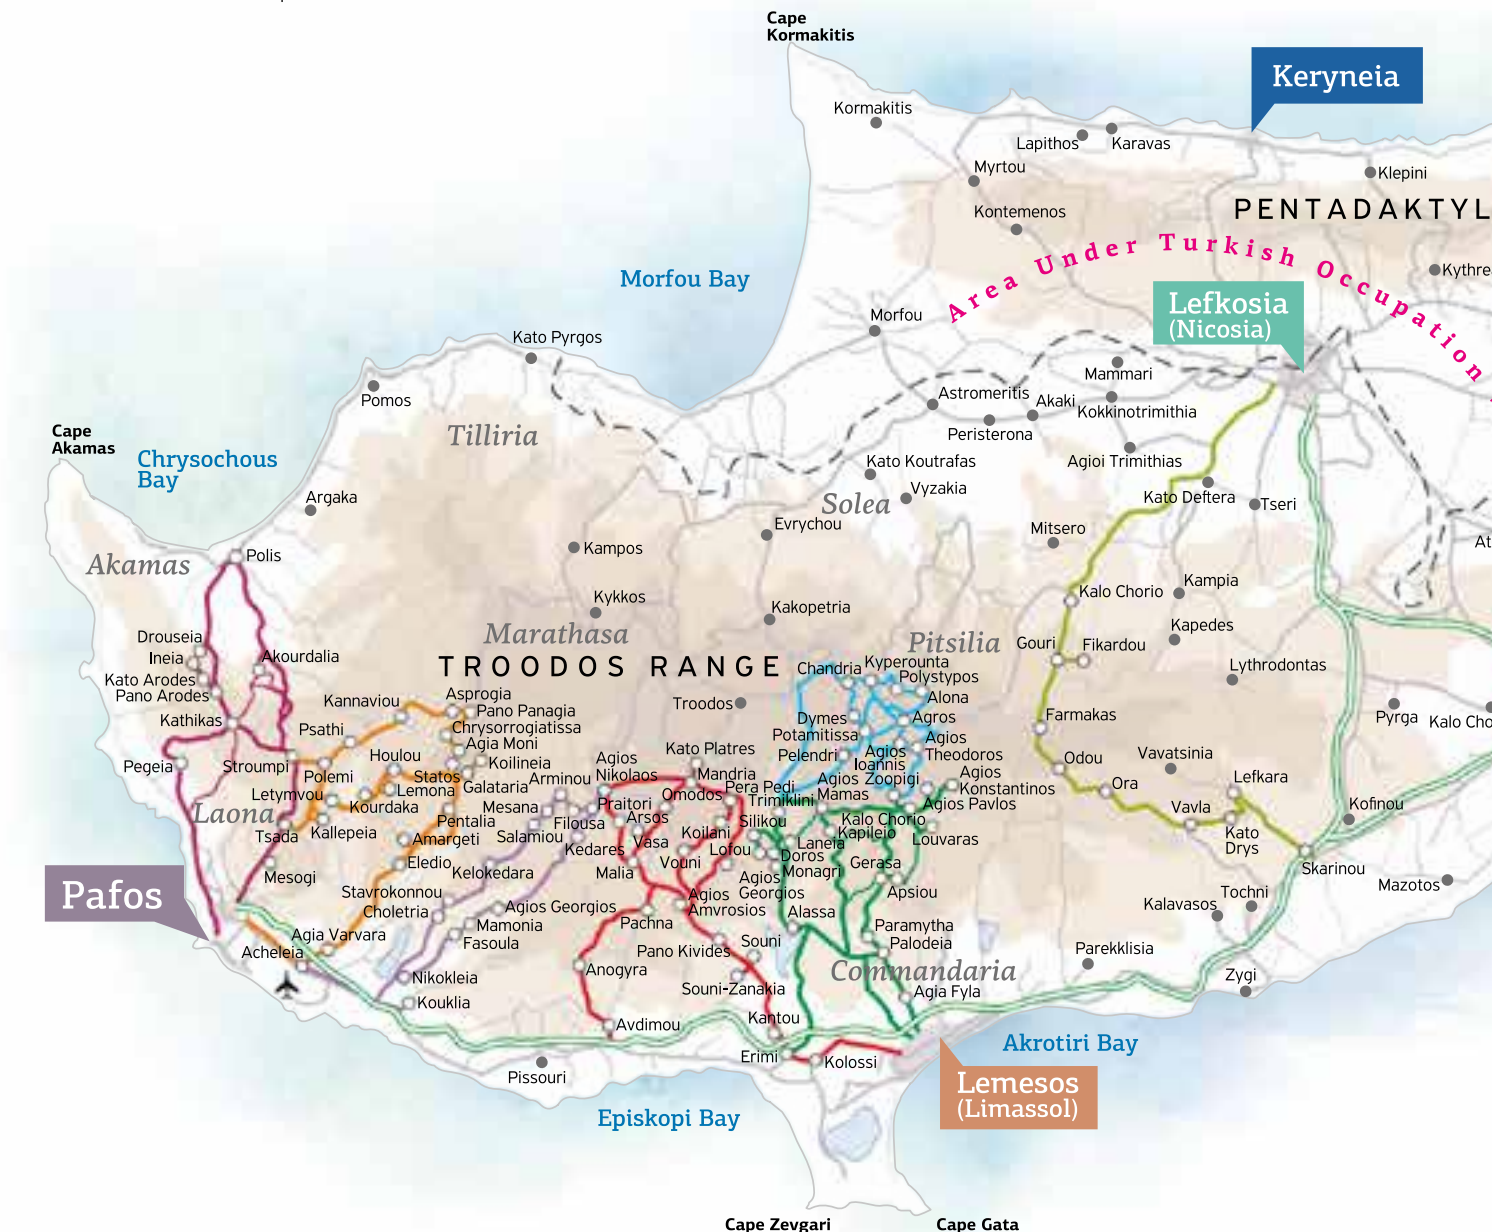 Cape
Kormakitis
Keryneia
Kormakitis
Lapithos
Karavas
Myrtou
Klepini
Kontemenos
PENTADAKTYL
Area Under Turkish Occupation
Kythre
Morfou Bay
Lefkosia
(Nicosia)
Morfou
Kato Pyrgos
Mammari
Pomos
Astromeritis
Akaki
Kokkinotrimithia
Peristerona
Tilliria
Cape
Akamas
Chrysochous
Bay
Kato Koutrafas
Agioi Trimithias
Vyzakia
Solea
Kato Deftera
Tseri
Argaka
Evrychou
Mitsero
At
Polis
Akamas
Kampos
Kalo Chorio
Kampia
Kykkos
Kakopetria
Kapedes
Marathasa
Pitsilia
Gouri
Fikardou
Drouseia
Ineia
Akourdalia
Kato Arodes
Pano Arodes
TROODOS RANGE
Chandria
Kyperounta
Polystypos
Alona
Lythrodontas
Kannaviou
Asprogia
Pano Panagia
Troodos
Kathikas
Psathi
Chrysorrogiatissa
Dymes
Agros
Farmakas
Pyrga
Kalo Cho
Potamitissa
Agia Moni
Agios
Theodoros
Pegeia
Stroumpi
Polemi
Houlou
Koilineia
Kato Platres
Pelendri
Agios
Ioannis
Odou
Vavatsinia
Statos
Agios
Nikolaos
Mandria
Arminou
Galataria
Lemona
Letymvou
Kourdaka
Omodos
Pera Pedi
Agios
Mamas
Zoopigi
Agios
Konstantinos
Ora
Lefkara
Mesana
Praitori
Trimiklini
Agios Pavlos
Vavla
Kofinou
Laona
Tsada
Kallepeia
Pentalia
Salamiou
Filousa
Arsos
Silikou
Kalo Chorio
Kapileio
Kato
Drys
Amargeti
Kedares
Vasa
Koilani
Lofou
Laneia
Louvaras
Doros
Monagri
Gerasa
Skarinou
Eledio
Kelokedara
Malia
Vouni
Mesogi
Agios
Georgios
Apsiou
Mazotos
Pafos
Stavrokonnou
Choletria
Agios Georgios
Agios
Amvrosios
Alassa
Kalavasos
Tochni
Pachna
Mamonia
Fasoula
Paramytha
Palodeia
Agia Varvara
Acheleia
Pano Kivides
Souni
Parekklisia
Nikokleia
Anogyra
Commandaria
Souni-Zanakia
Zygi
Kouklia
Agia Fyla
Avdimou
Kantou
Akrotiri Bay
Erimi
Kolossi
Pissouri
Lemesos
(Limassol)
Episkopi Bay
Cape Zevgari
Cape Gata